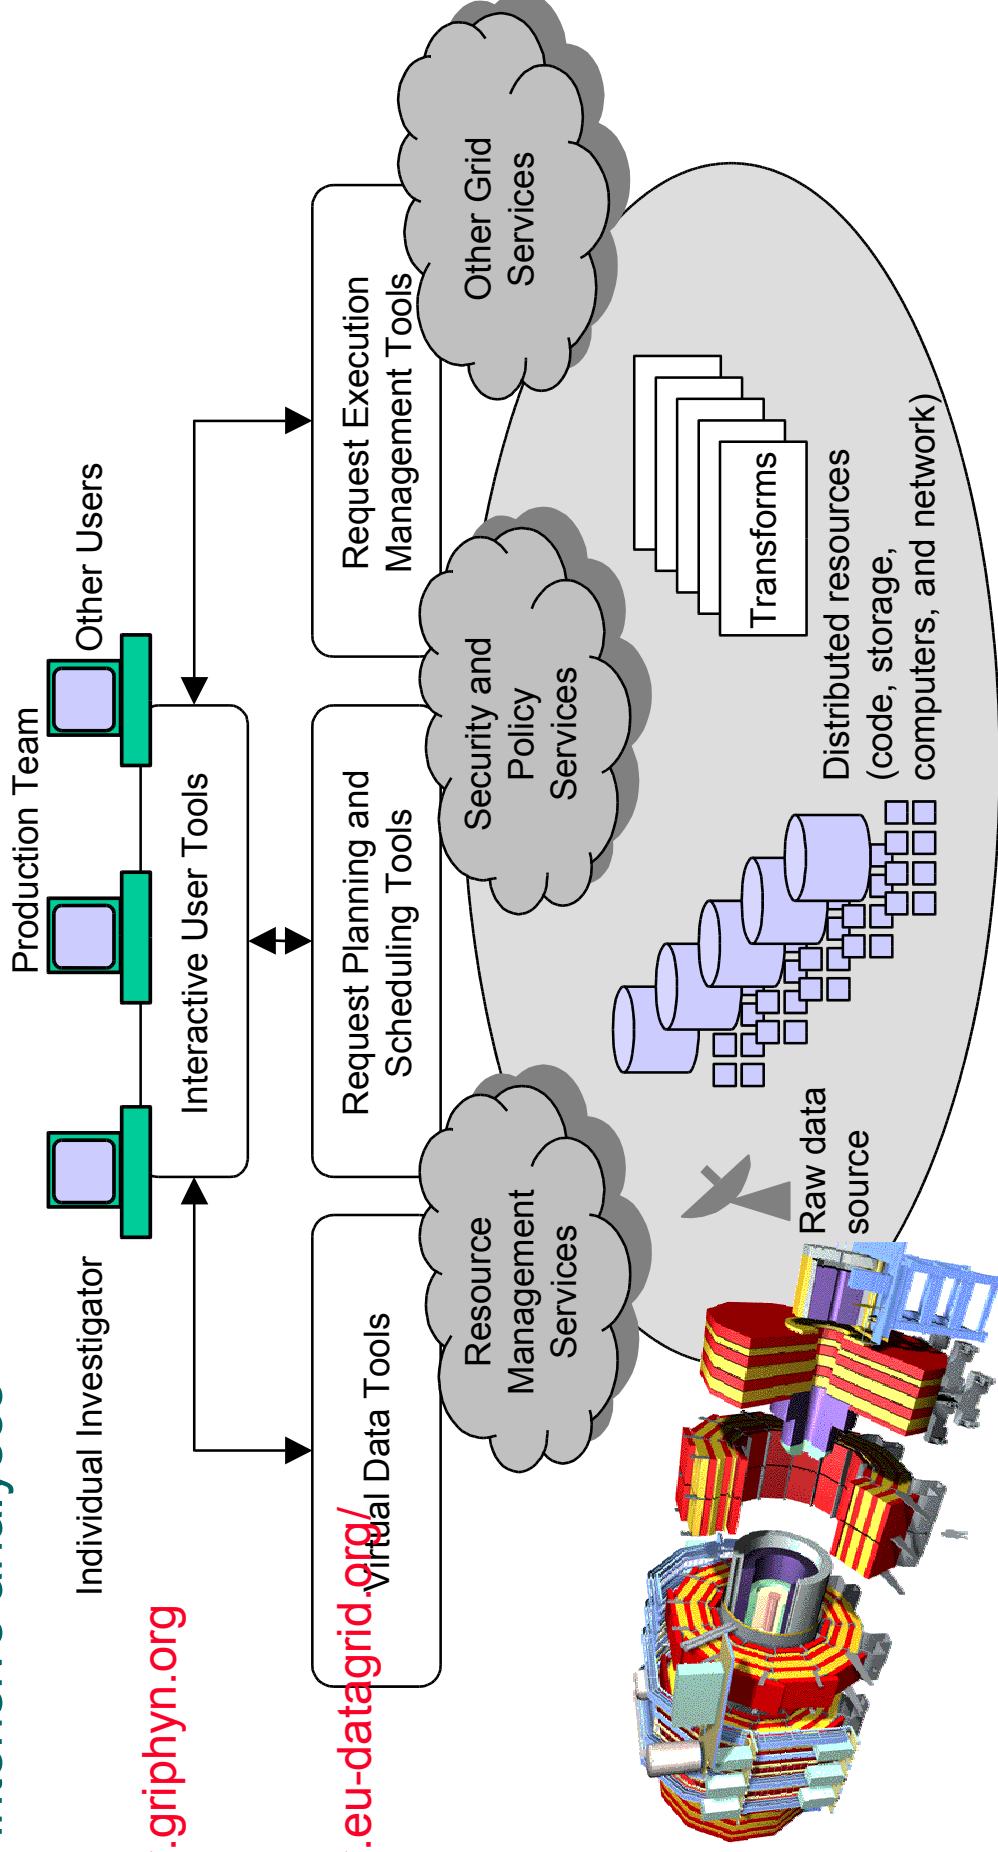 .griphyn.org
.eu-datagrid.org/
Production Team
Individual Investigator
Other Users
Interactive User Tools
Virtual Data Tools
Request Planning and
Scheduling Tools
Request Execution
Management Tools
Resource
Management
Services
Security and
Policy
Services
Other Grid
Services
Transforms
Raw data
source
Distributed resources
(code, storage,
computers, and network)